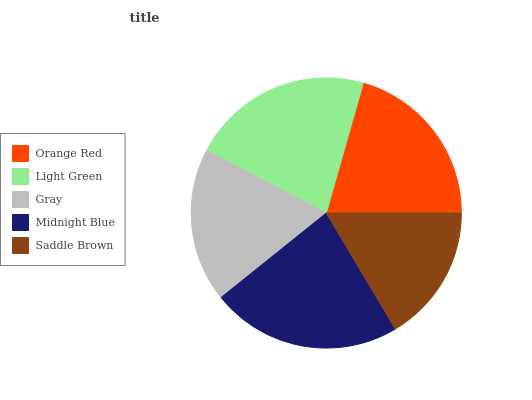 title
Orange Red
Light Green
Gray
Midnight Blue
Saddle Brown